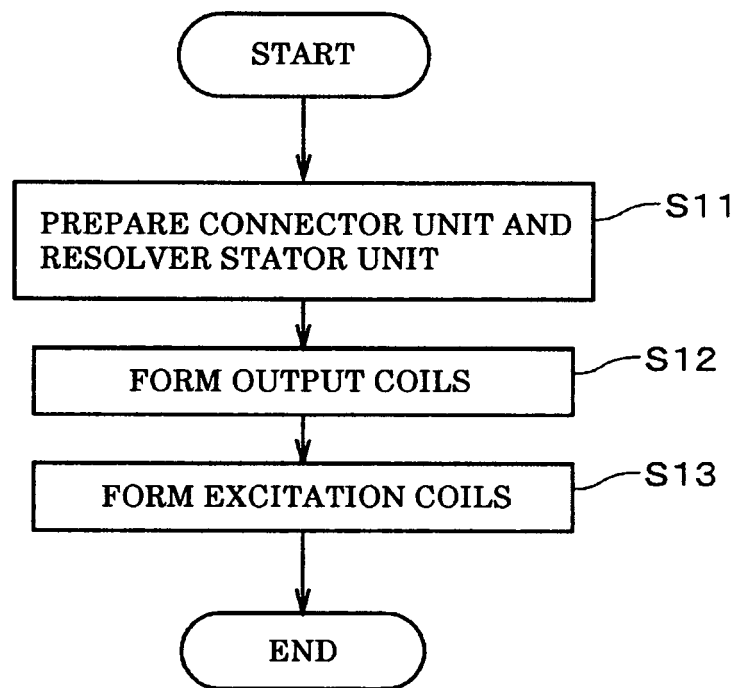 START
PREPARE CONNECTOR UNIT AND
RESOLVER STATOR UNIT
S11
FORM OUTPUT COILS
S12
FORM EXCITATION COILS
S13
END